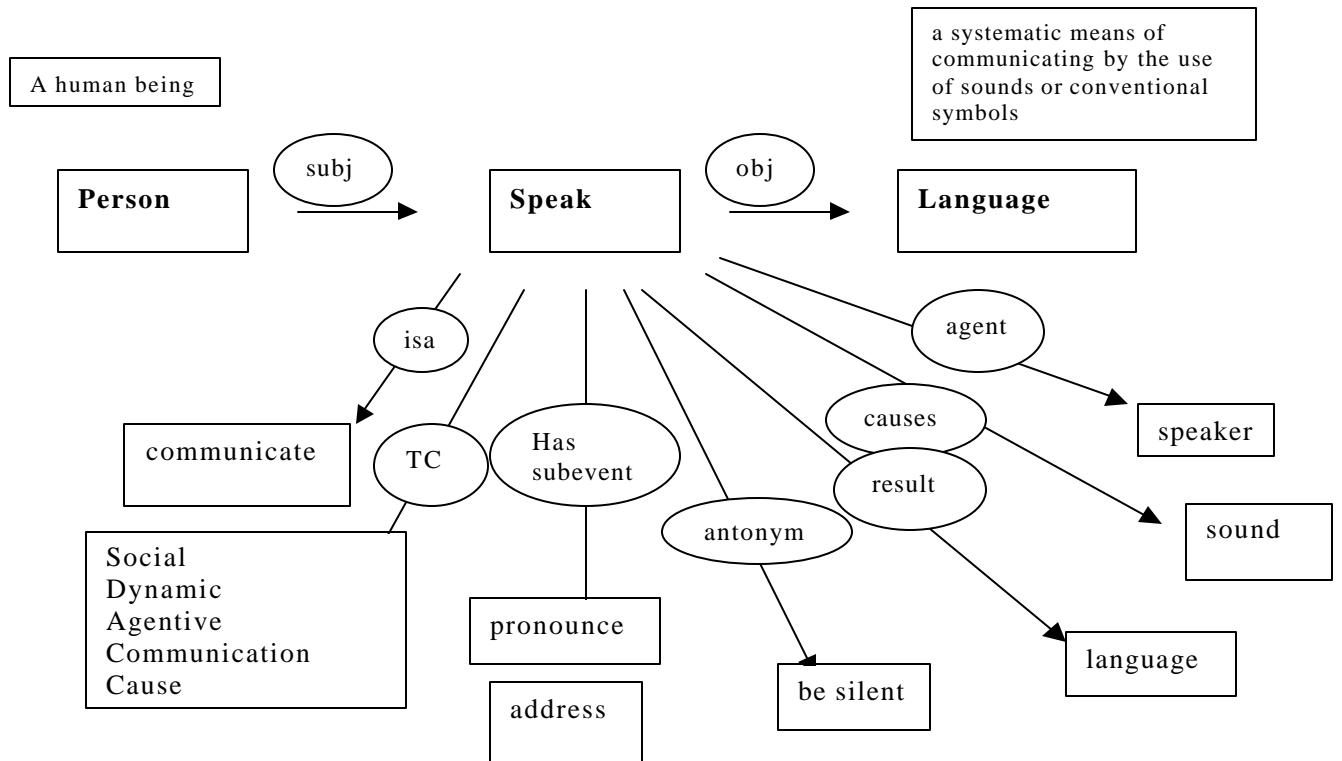 a systematic means of
communicating by the use
of sounds or conventional
symbols
A human being
subj
obj
Person
Speak
Language
isa
agent
communicate
TC
Has
subevent
causes
speaker
result
antonym
sound
Social
Dynamic
Agentive
Communication
Cause
pronounce
language
be silent
address